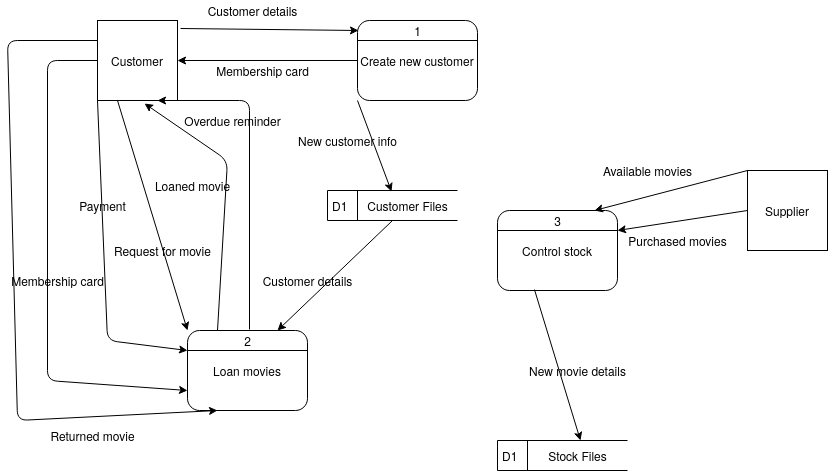 Customer details
1
Customer
Create new customer
Membership card
Overdue reminder
New customer info
Available movies
Loaned movie
Payment
D1
Customer Files
Supplier
3
Purchased movies
Request for movie
Control stock
Membership card
Customer details
2
Loan movies
New movie details
Returned movie
D1
Stock Files